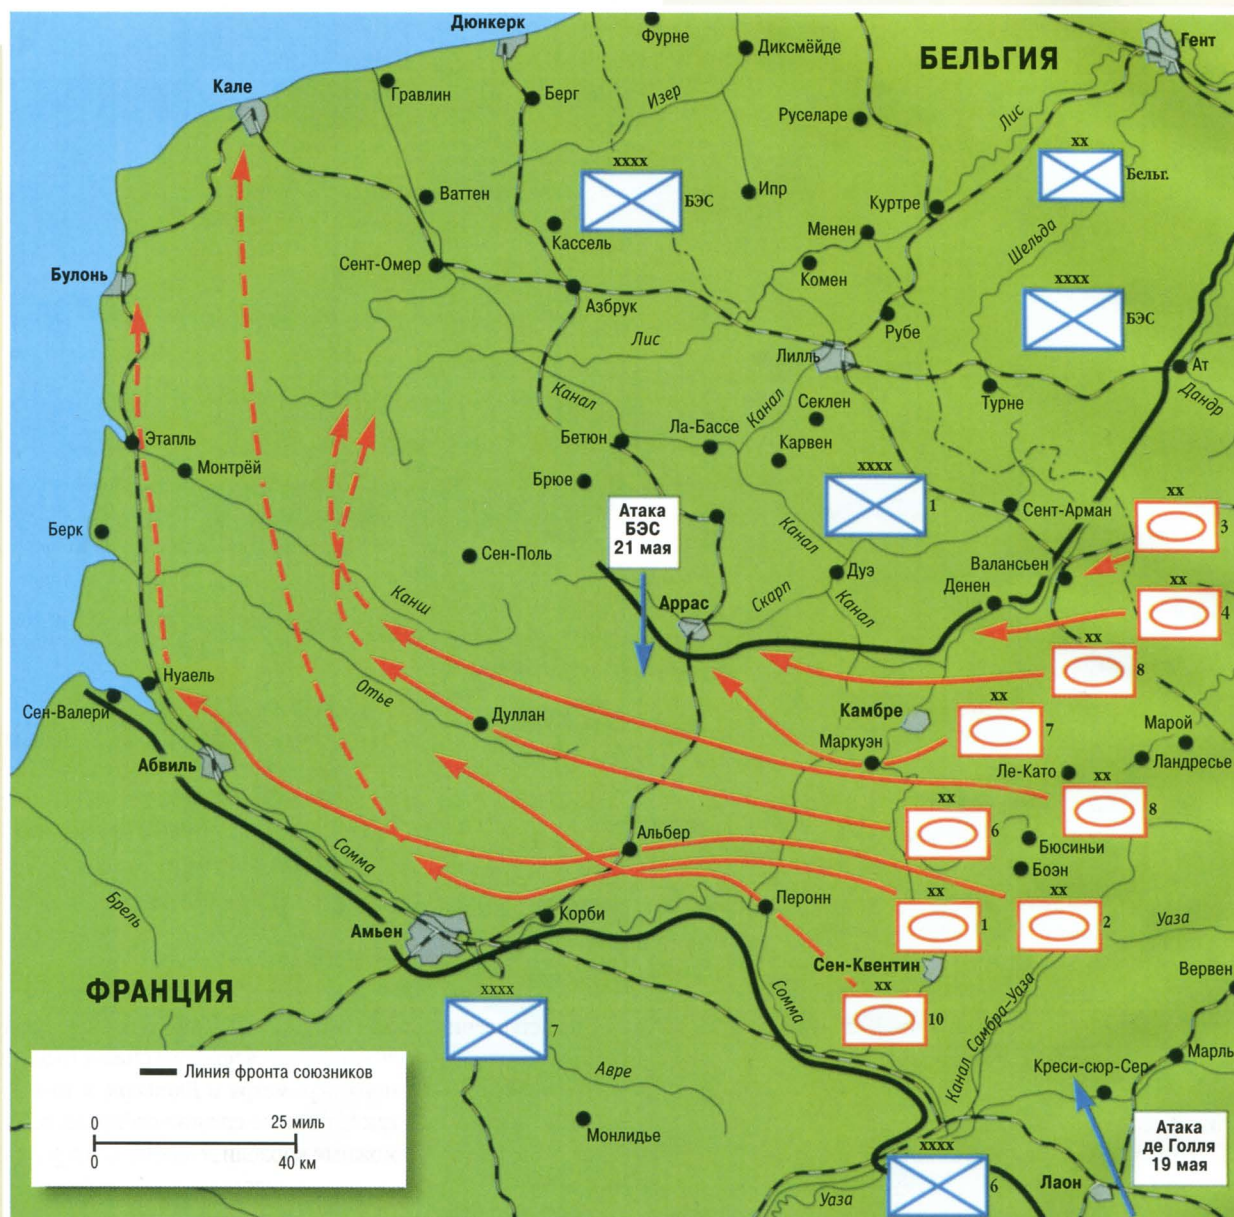 Дюнкерк
Фурне
Диксмёйде
БЕЛЬГИЯ
Гент
Кале
Гравлин
Берг
Изер
Руселаре
Лис
xxxx
БЭС
xx
Бельг.
Ваттен
Ипр
Куртре
Кассель
Менен
Шельда
Сент-Омер
Комен
xxxx
БЭС
Булонь
Азбрук
Лис
Рубе
Лилль
Ат
Дандр
Турне
Канал
Канал
Секлен
Этапль
Бетюн
Ла-Бассе
Карвен
Монтрёй
Брюе
xxxx
1
Атака
БЭС
21 мая
Сент-Арман
xx
3
Берк
Сен-Поль
Канал
Валансьен
Дуэ
Денен
xx
4
Канш
Аррас
Скарп
Канал
xx
8
Нуаель
Отье
Сен-Валери
Дуллан
Камбре
xx
7
Марой
Маркуэн
Ландресье
Абвиль
Ле-Като
xx
8
xx
6
Альбер
Бюсиньи
Сомма
Боэн
Брель
Перонн
xx
1
xx
2
Уаза
Корби
Амьен
Сен-Квентин
Вервен
ФРАНЦИЯ
xxxx
7
Сомма
xx
10
Канал Самбра–Уаза
Марль
Креси-сюр-Сер
Авре
Линия фронта союзников
0
25 миль
0
40 км
Монлидье
Атака
де Голля
19 мая
xxxx
6
Лаон
Уаза